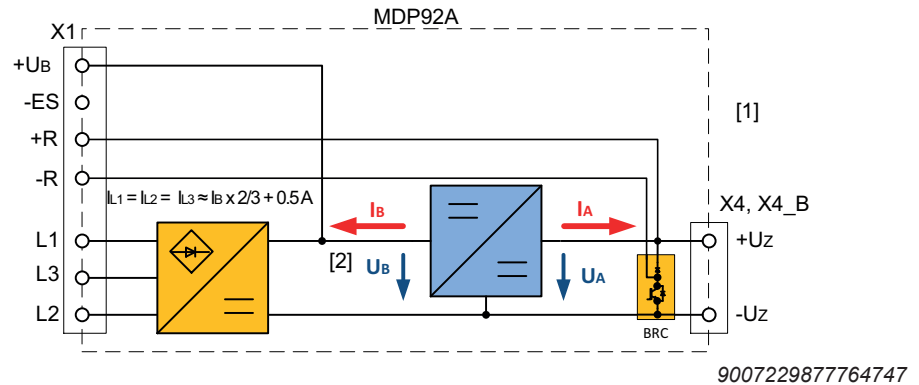 MDP92A
X1
+UB
-ES
+R
[1]
-R
IL1 = IL2 = IL3 ≈ IB x 2/3 + 0.5A
X4, X4_B
IB
IA
L1
+UZ
[2]
L3
UB
UA
L2
-UZ
BRC
9007229877764747